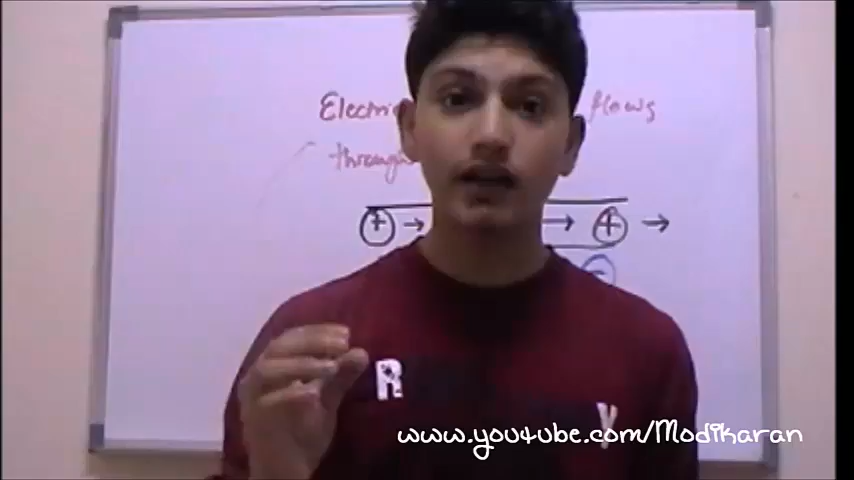 Electric flows
through
+ → → + →
R Y
www.youtube.com/Modikaran